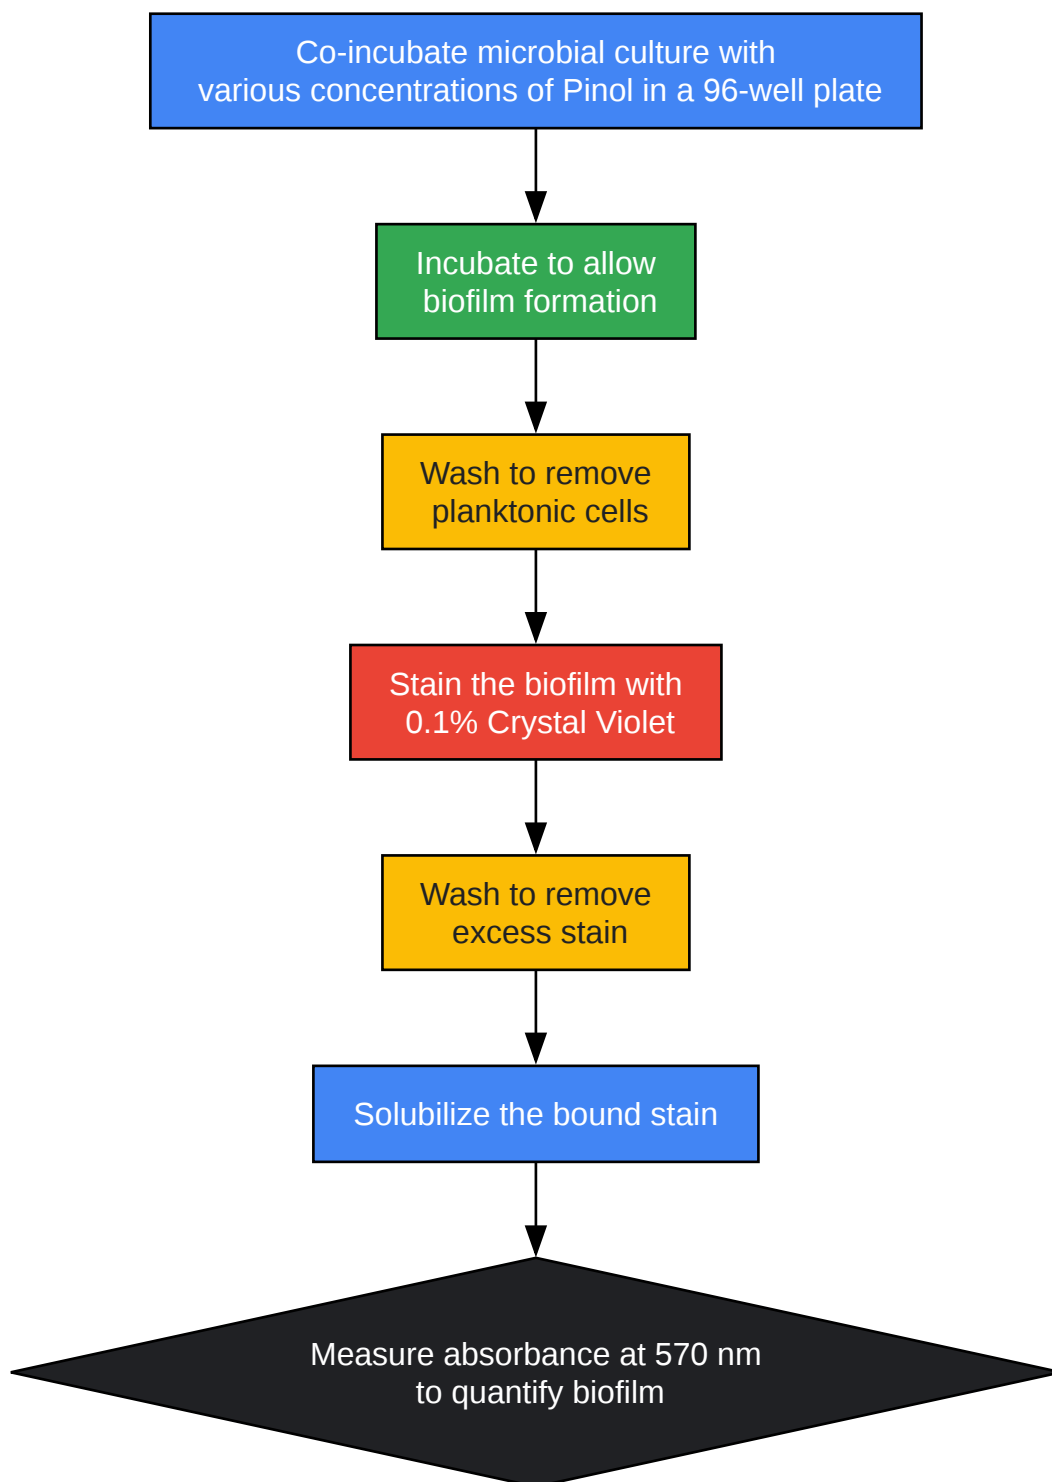 Co-incubate microbial culture with
various concentrations of Pinol in a 96-well plate
Incubate to allow
biofilm formation
Wash to remove
planktonic cells
Stain the biofilm with
0.1% Crystal Violet
Wash to remove
excess stain
Solubilize the bound stain
Measure absorbance at 570 nm
to quantify biofilm